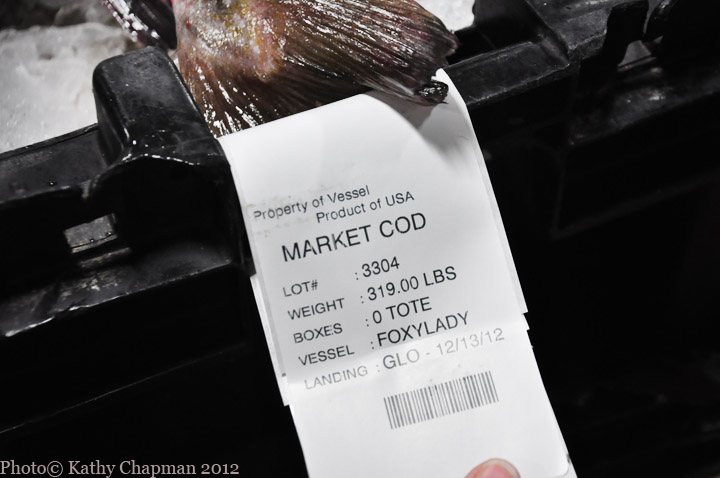 Property of Vessel
Product of USA
MARKET COD
LOT# : 3304
WEIGHT : 319.00 LBS
BOXES : 0 TOTE
VESSEL : FOXYLADY
LANDING : GLO - 12/13/12
Photo© Kathy Chapman 2012